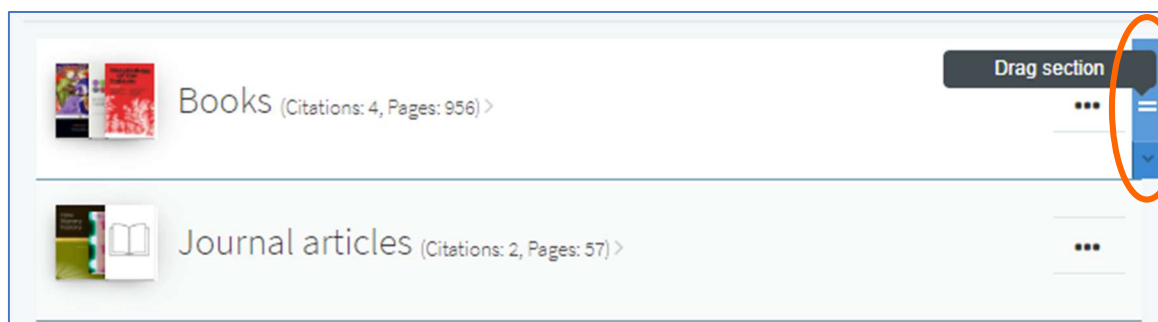 Drag section
Books (Citations: 4, Pages: 956)
Journal articles (Citations: 2, Pages: 57)